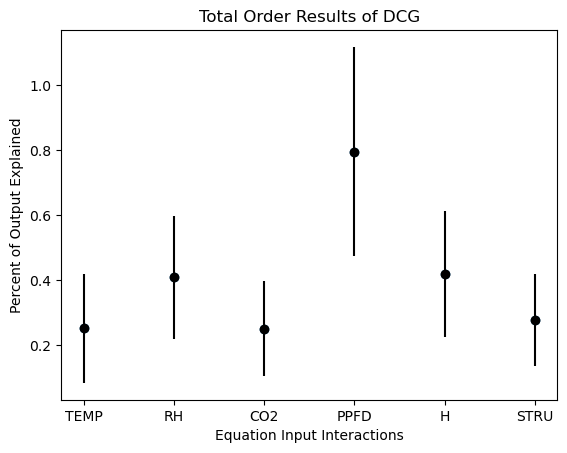 Total Order Results of DCG
Percent of Output Explained
1.0
0.8
0.6
0.4
0.2
TEMP RH CO2 PPFD H STRU
Equation Input Interactions